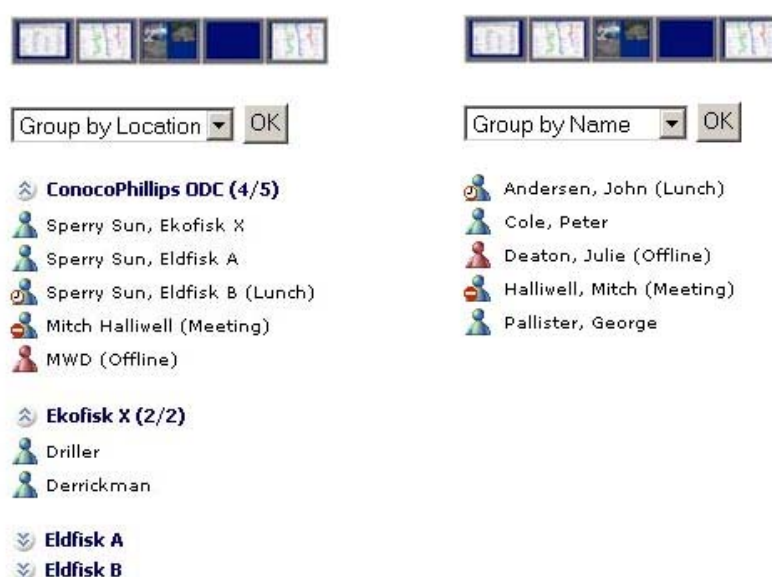 Group by Location OK
ConocoPhillips ODC (4/5)
Sperry Sun, Ekofisk X
Sperry Sun, Eldfisk A
Sperry Sun, Eldfisk B (Lunch)
Mitch Halliwell (Meeting)
MWD (Offline)
Ekofisk X (2/2)
Driller
Derrickman
Eldfisk A
Eldfisk B
Group by Name OK
Andersen, John (Lunch)
Cole, Peter
Deaton, Julie (Offline)
Halliwell, Mitch (Meeting)
Pallister, George